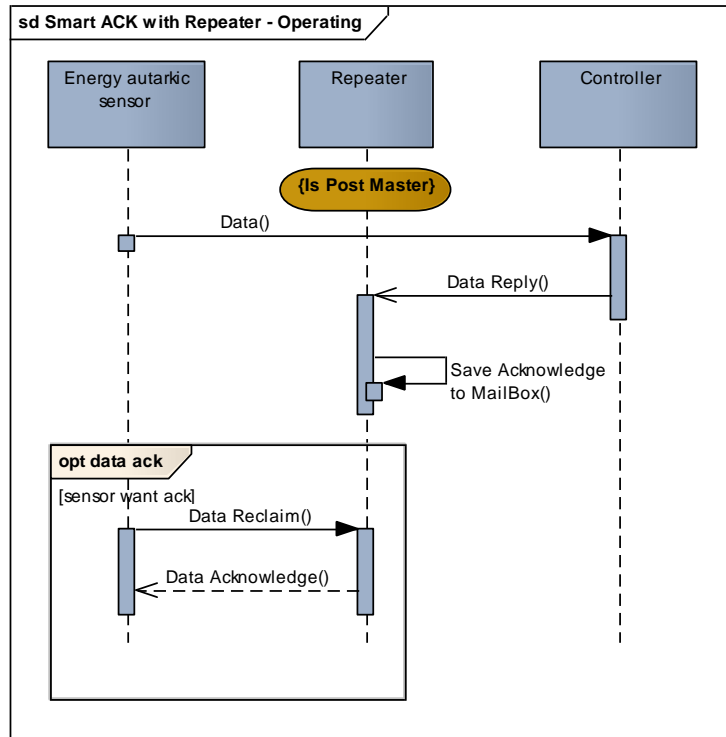 sd Smart ACK with Repeater - Operating
Energy autarkic
sensor
Repeater
Controller
{Is Post Master}
Data()
Data Reply()
Save Acknowledge
to MailBox()
opt data ack
[sensor want ack]
Data Reclaim()
Data Acknowledge()